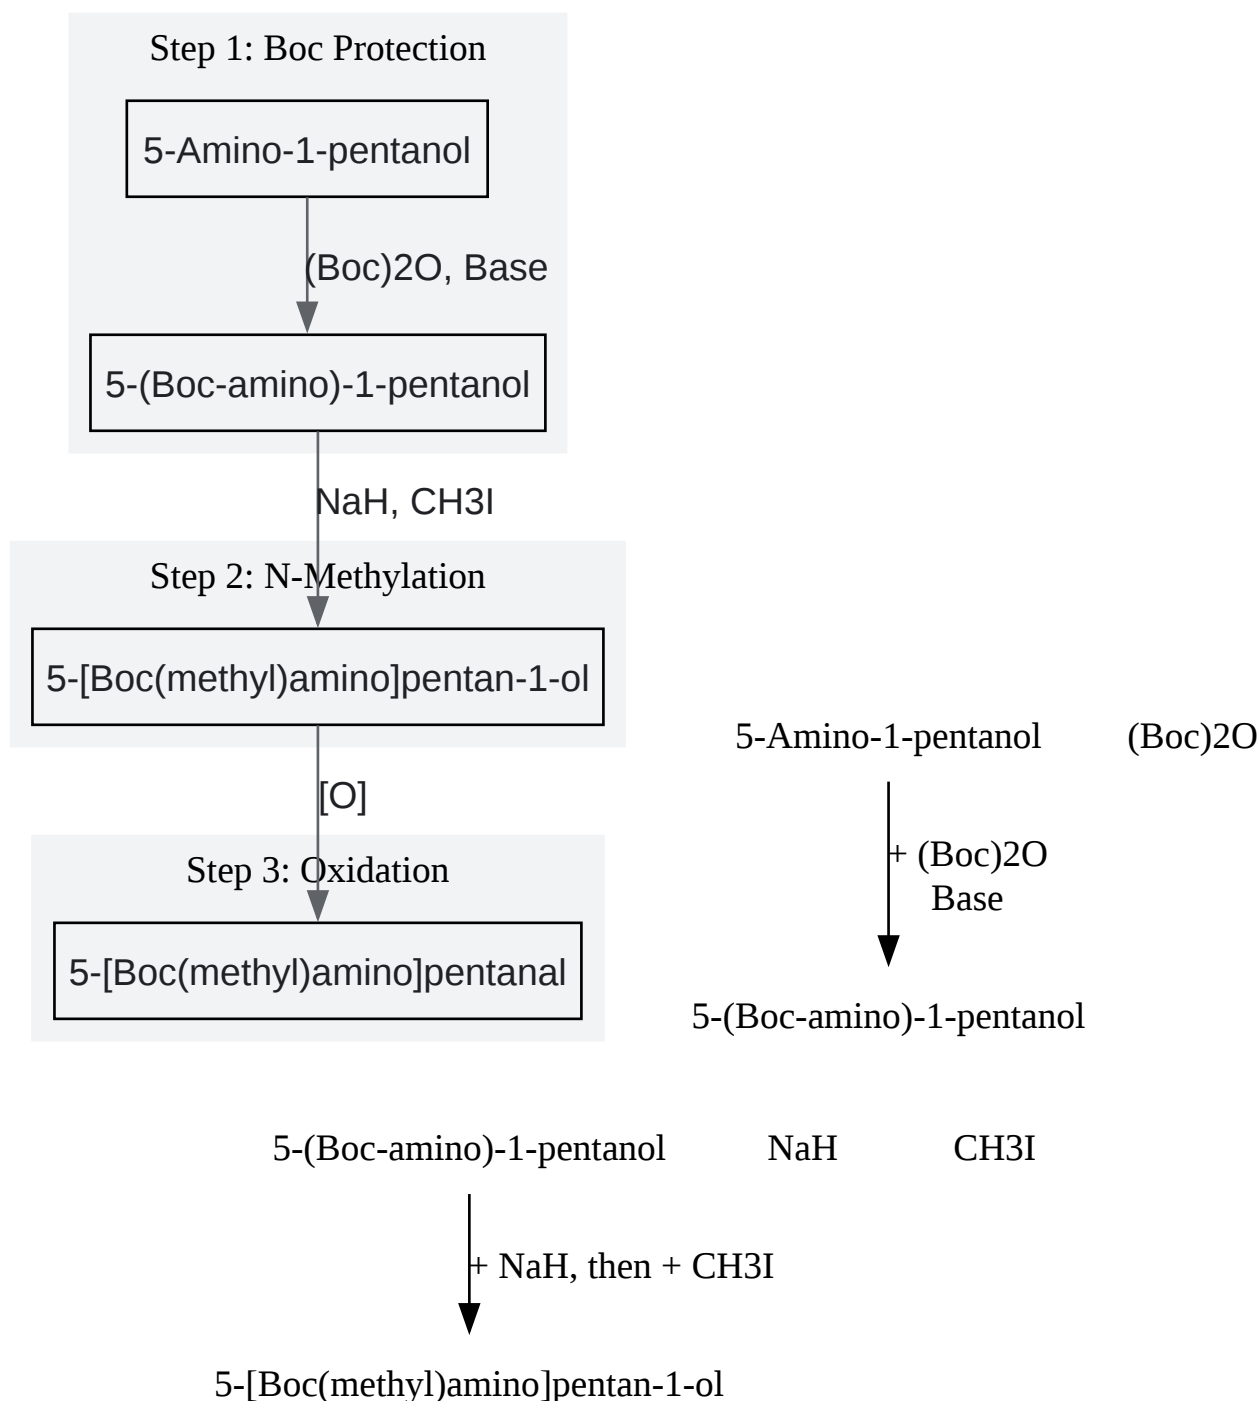 Step 1: Boc Protection
5-Amino-1-pentanol
(Boc)2O, Base
5-(Boc-amino)-1-pentanol
NaH, CH3I
Step 2: N-Methylation
5-[Boc(methyl)amino]pentan-1-ol
[O]
Step 3: Oxidation
5-[Boc(methyl)amino]pentanal
5-Amino-1-pentanol (Boc)2O
+ (Boc)2O
Base
5-(Boc-amino)-1-pentanol
5-(Boc-amino)-1-pentanol NaH CH3I
+ NaH, then + CH3I
5-[Boc(methyl)amino]pentan-1-ol